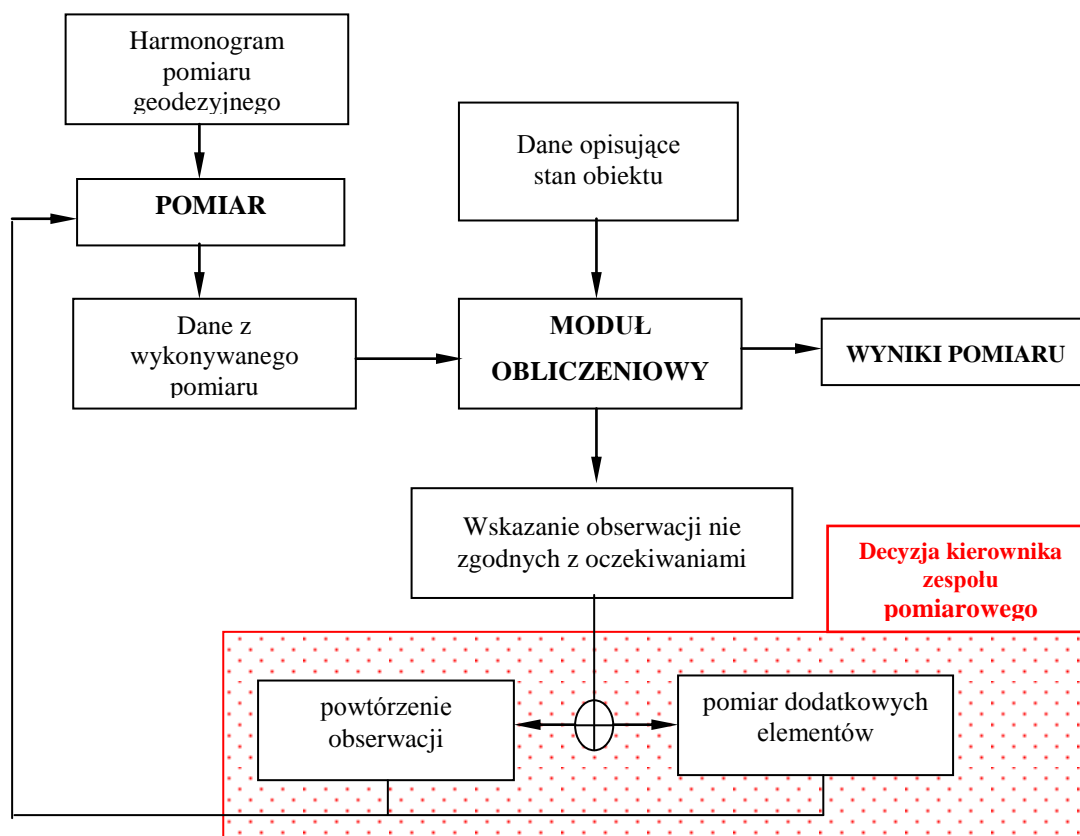 Harmonogram
pomiaru
geodezyjnego
Dane opisujące
stan obiektu
POMIAR
Dane z
wykonywanego
pomiaru
MODUŁ
OBLICZENIOWY
WYNIKI POMIARU
Wskazanie obserwacji nie
zgodnych z oczekiwaniami
Decyzja kierownika
zespołu
pomiarowego
powtórzenie
obserwacji
pomiar dodatkowych
elementów